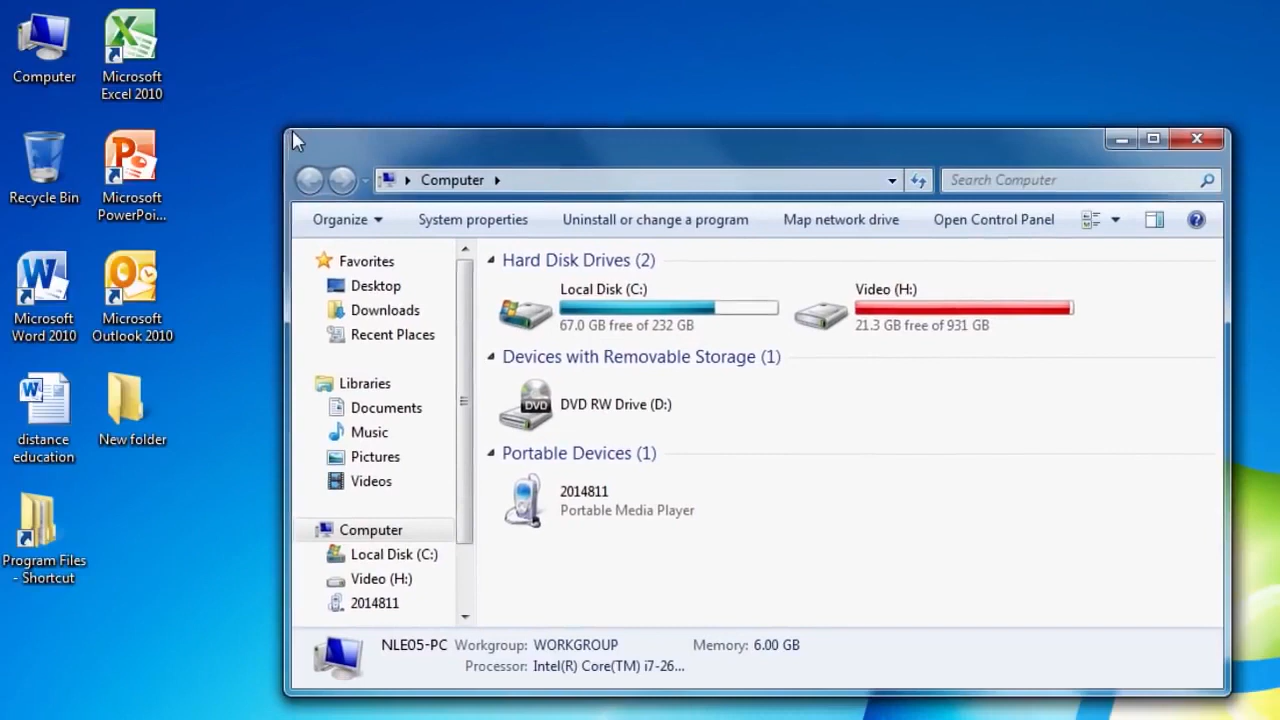 Computer
Microsoft
Excel 2010
Recycle Bin
Microsoft
PowerPoi...
Microsoft
Word 2010
Microsoft
Outlook 2010
distance
education
New folder
Program Files
- Shortcut
Computer
Search Computer
Organize
System properties
Uninstall or change a program
Map network drive
Open Control Panel
Favorites
Desktop
Downloads
Recent Places
Libraries
Documents
Music
Pictures
Videos
Computer
Local Disk (C:)
Video (H:)
2014811
Hard Disk Drives (2)
Local Disk (C:)
67.0 GB free of 232 GB
Video (H:)
21.3 GB free of 931 GB
Devices with Removable Storage (1)
DVD
DVD RW Drive (D:)
Portable Devices (1)
2014811
Portable Media Player
NLE05-PC Workgroup: WORKGROUP Memory: 6.00 GB
Processor: Intel(R) Core(TM) i7-26...